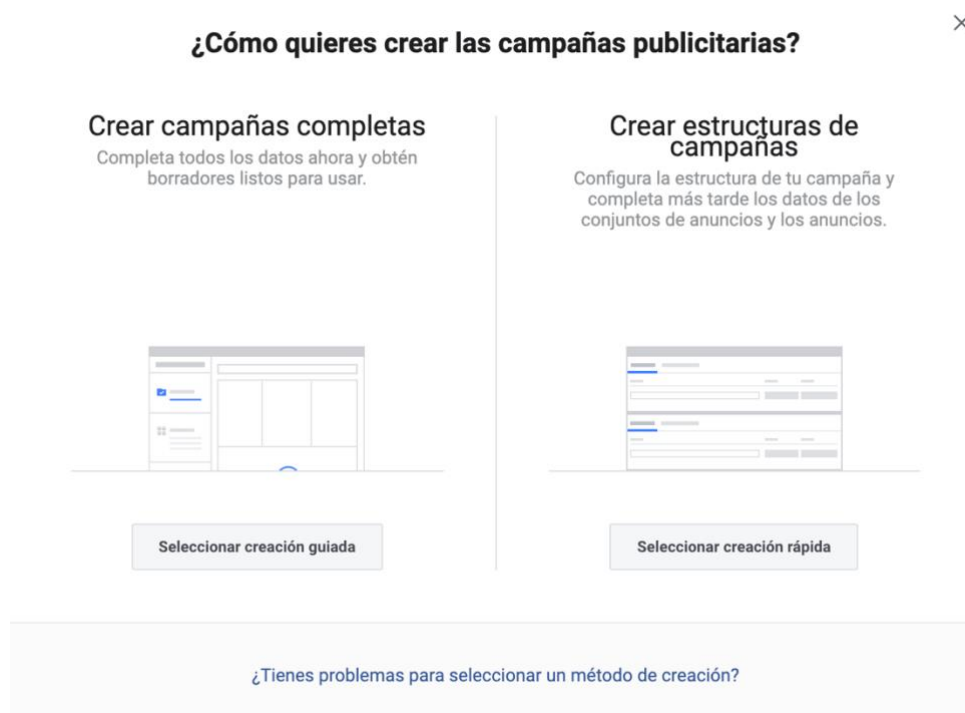 ¿Cómo quieres crear las campañas publicitarias?
Crear campañas completas
Completa todos los datos ahora y obtén
borradores listos para usar.
Seleccionar creación guiada
Crear estructuras de
campañas
Configura la estructura de tu campaña y
completa más tarde los datos de los
conjuntos de anuncios y los anuncios.
Seleccionar creación rápida
¿Tienes problemas para seleccionar un método de creación?